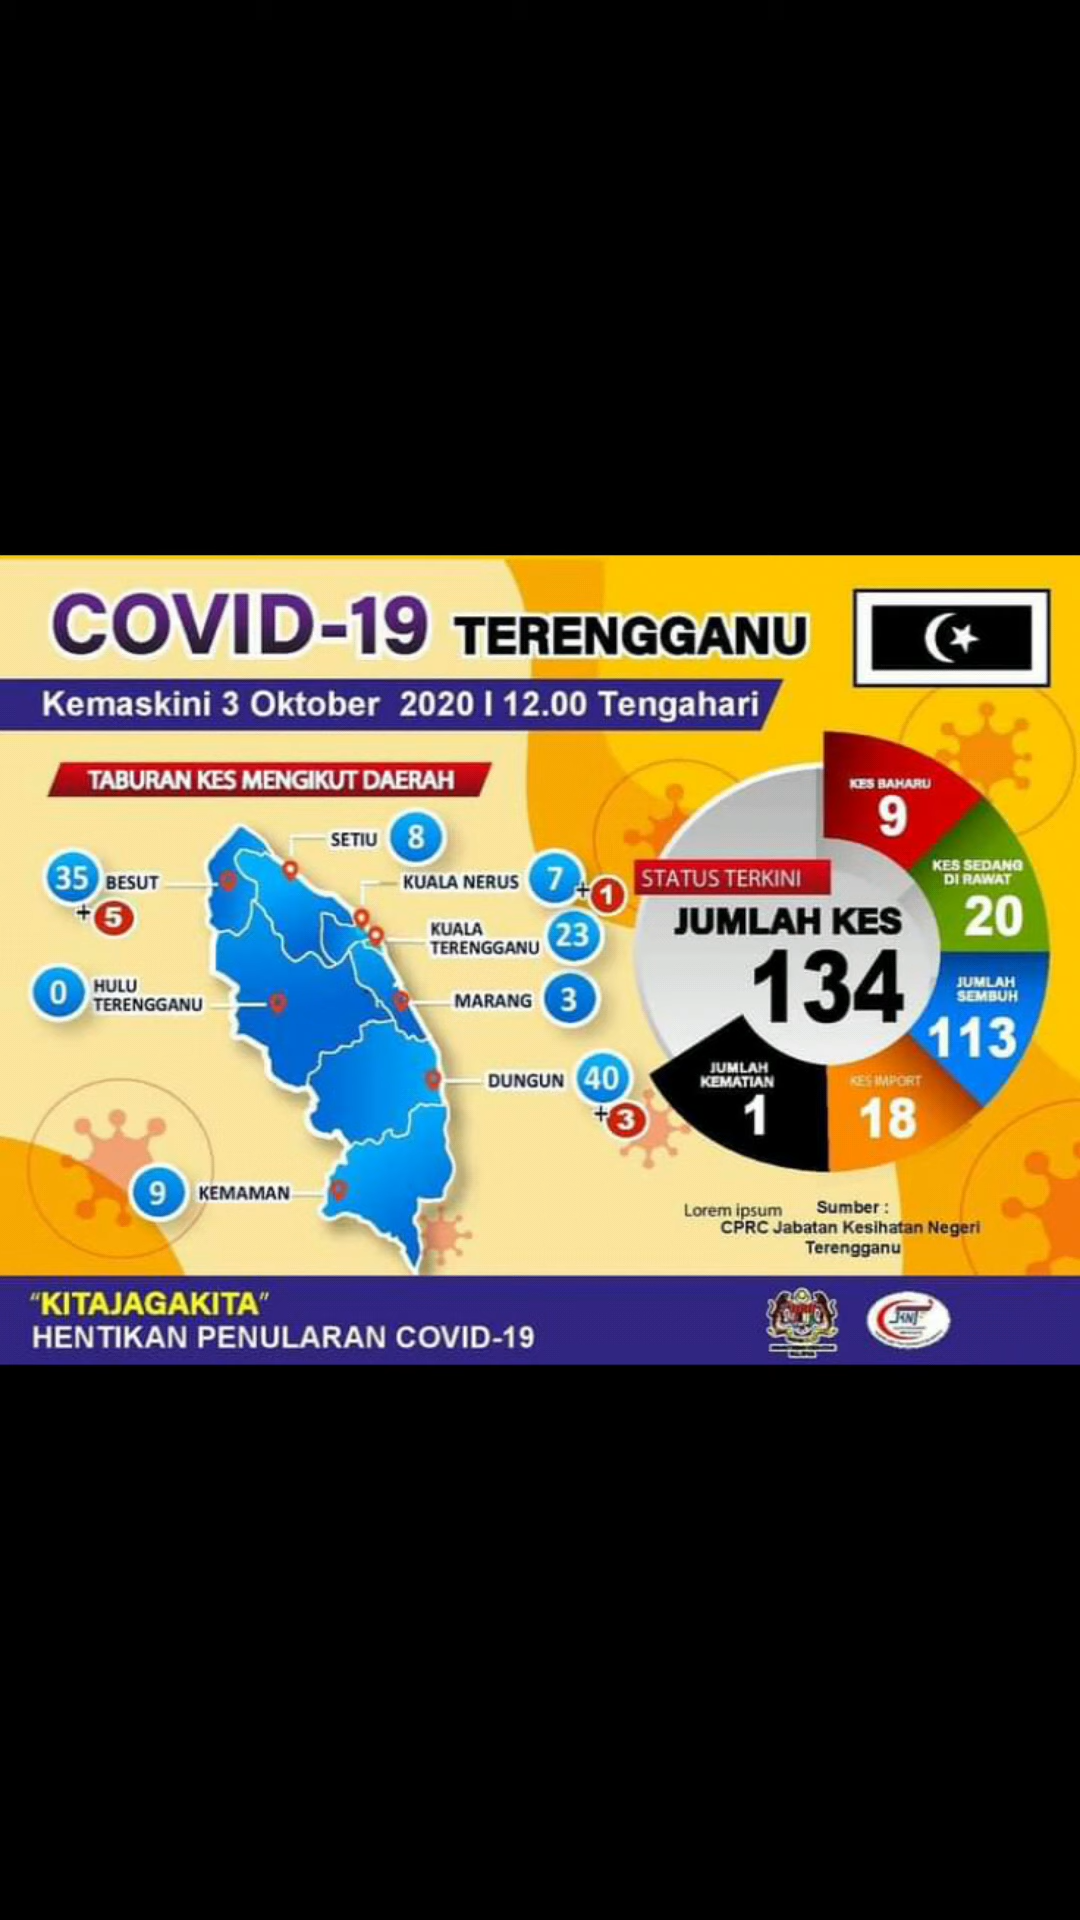 COVID-19 TERENGGANU
Kemaskini 3 Oktober 2020 I 12.00 Tengahari
TABURAN KES MENGIKUT DAERAH
SETIU 8
35 BESUT
+5
KUALA NERUS 7
+1
KUALA
TERENGGANU 23
0 HULU
TERENGGANU
MARANG 3
DUNGUN 40
+3
9 KEMAMAN
STATUS TERKINI
JUMLAH KES
134
KES BAHARU
9
KES SEDANG
DI RAWAT
20
JUMLAH
SEMBUH
113
KES IMPORT
18
JUMLAH
KEMATIAN
1
Lorem ipsum Sumber :
CPRC Jabatan Kesihatan Negeri
Terengganu
"KITAJAGAKITA"
HENTIKAN PENULARAN COVID-19